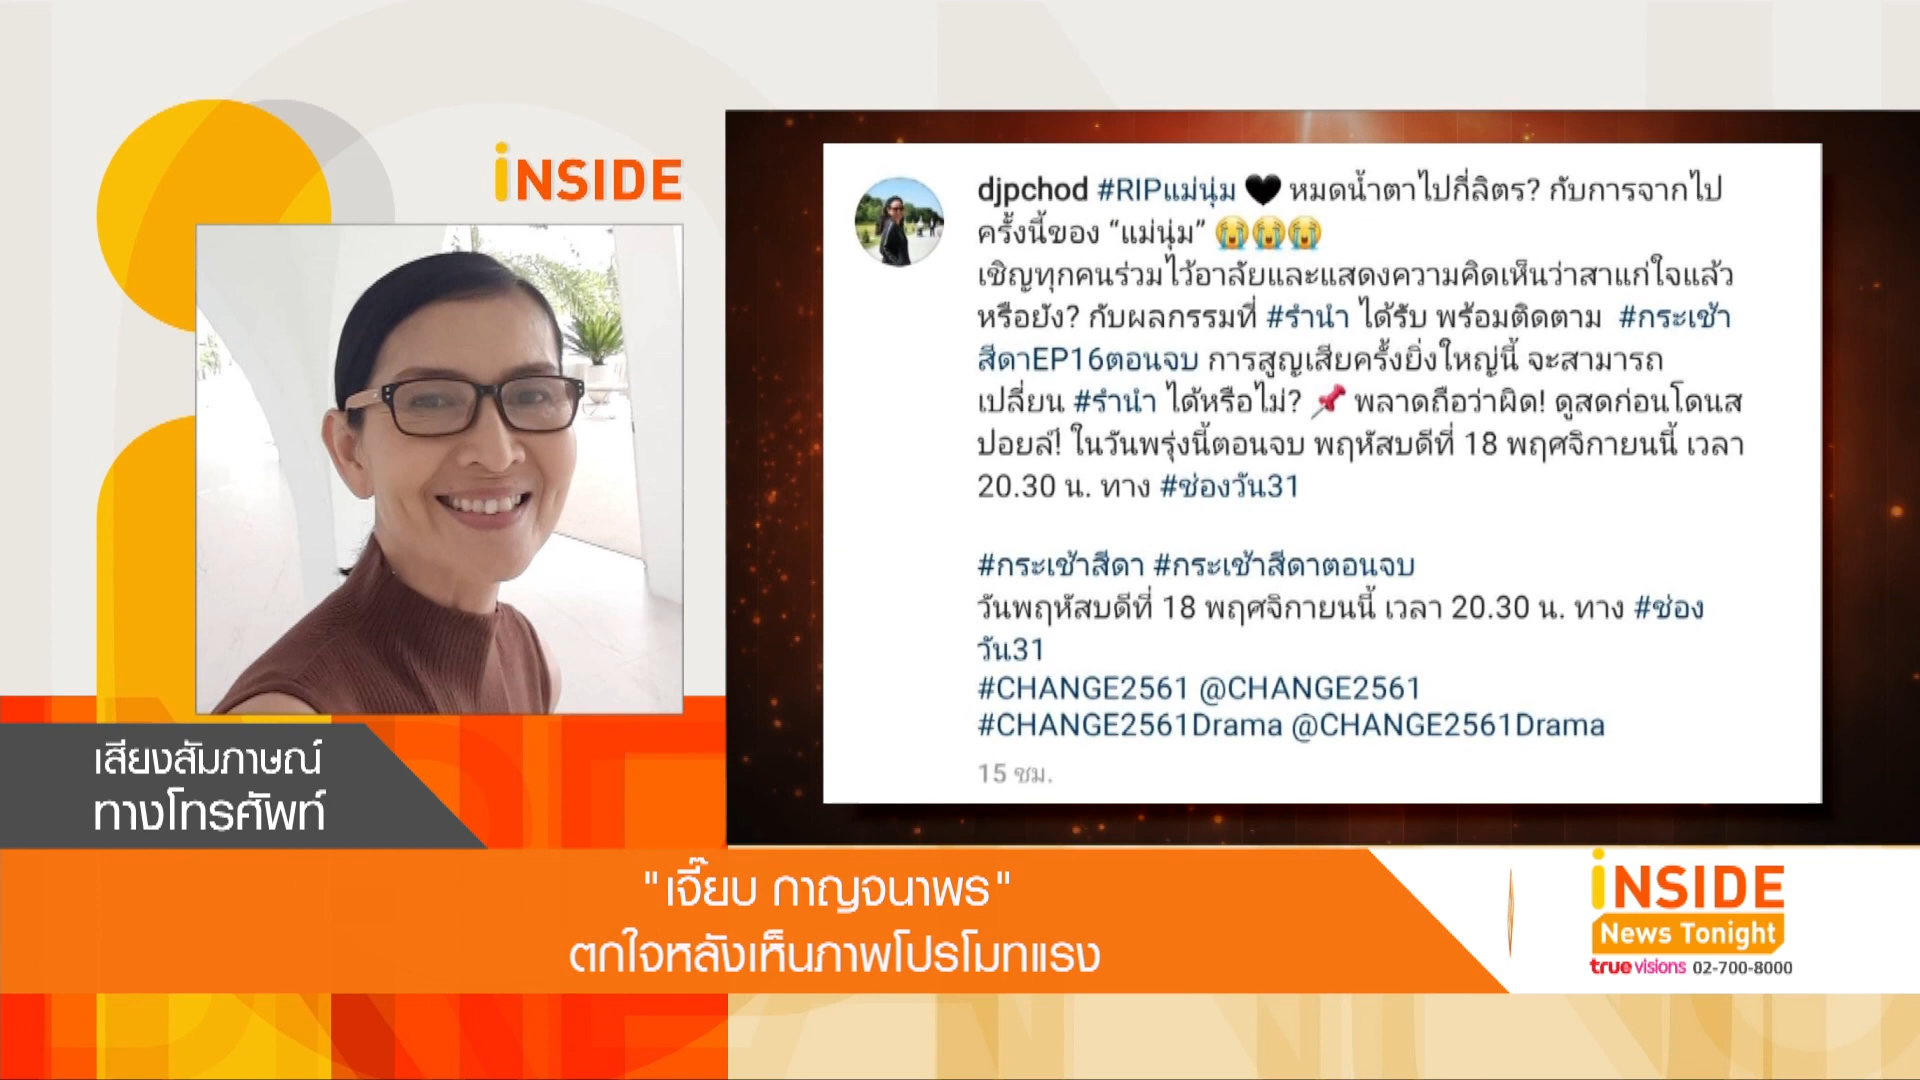 iNSIDE
djpchod #RIPแม่นุ่ม 🖤 หมดน้ำตาไปกี่ลิตร? กับการจากไป
ครั้งนี้ของ “แม่นุ่ม” 😭😭😭
เชิญทุกคนร่วมไว้อาลัยและแสดงความคิดเห็นว่าสาแก่ใจแล้ว
หรือยัง? กับผลกรรมที่ #รำนำ ได้รับ พร้อมติดตาม #กระเช้า
สีดาEP16ตอนจบ การสูญเสียครั้งยิ่งใหญ่นี้ จะสามารถ
เปลี่ยน #รำนำ ได้หรือไม่? 📌 พลาดถือว่าผิด! ดูสดก่อนโดนส
ปอยล์! ในวันพรุ่งนี้ตอนจบ พฤหัสบดีที่ 18 พฤศจิกายนนี้ เวลา
20.30 น. ทาง #ช่องวัน31
#กระเช้าสีดา #กระเช้าสีดาตอนจบ
วันพฤหัสบดีที่ 18 พฤศจิกายนนี้ เวลา 20.30 น. ทาง #ช่อง
วัน31
#CHANGE2561 @CHANGE2561
#CHANGE2561Drama @CHANGE2561Drama
15 ชม.
เสียงสัมภาษณ์
ทางโทรศัพท์
"เจี๊ยบ กาญจนาพร"
ตกใจหลังเห็นภาพโปรโมทแรง
iNSIDE
News Tonight
truevisions 02-700-8000